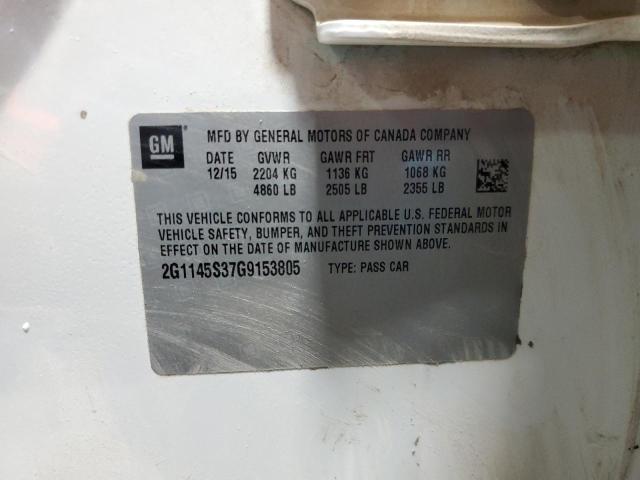 GM
MFD BY GENERAL MOTORS OF CANADA COMPANY
DATE GVWR GAWR FRT GAWR RR
12/15 2204 KG 1136 KG 1068 KG
4860 LB 2505 LB 2355 LB
THIS VEHICLE CONFORMS TO ALL APPLICABLE U.S. FEDERAL MOTOR
VEHICLE SAFETY, BUMPER, AND THEFT PREVENTION STANDARDS IN
EFFECT ON THE DATE OF MANUFACTURE SHOWN ABOVE.
2G1145S37G9153805 TYPE: PASS CAR